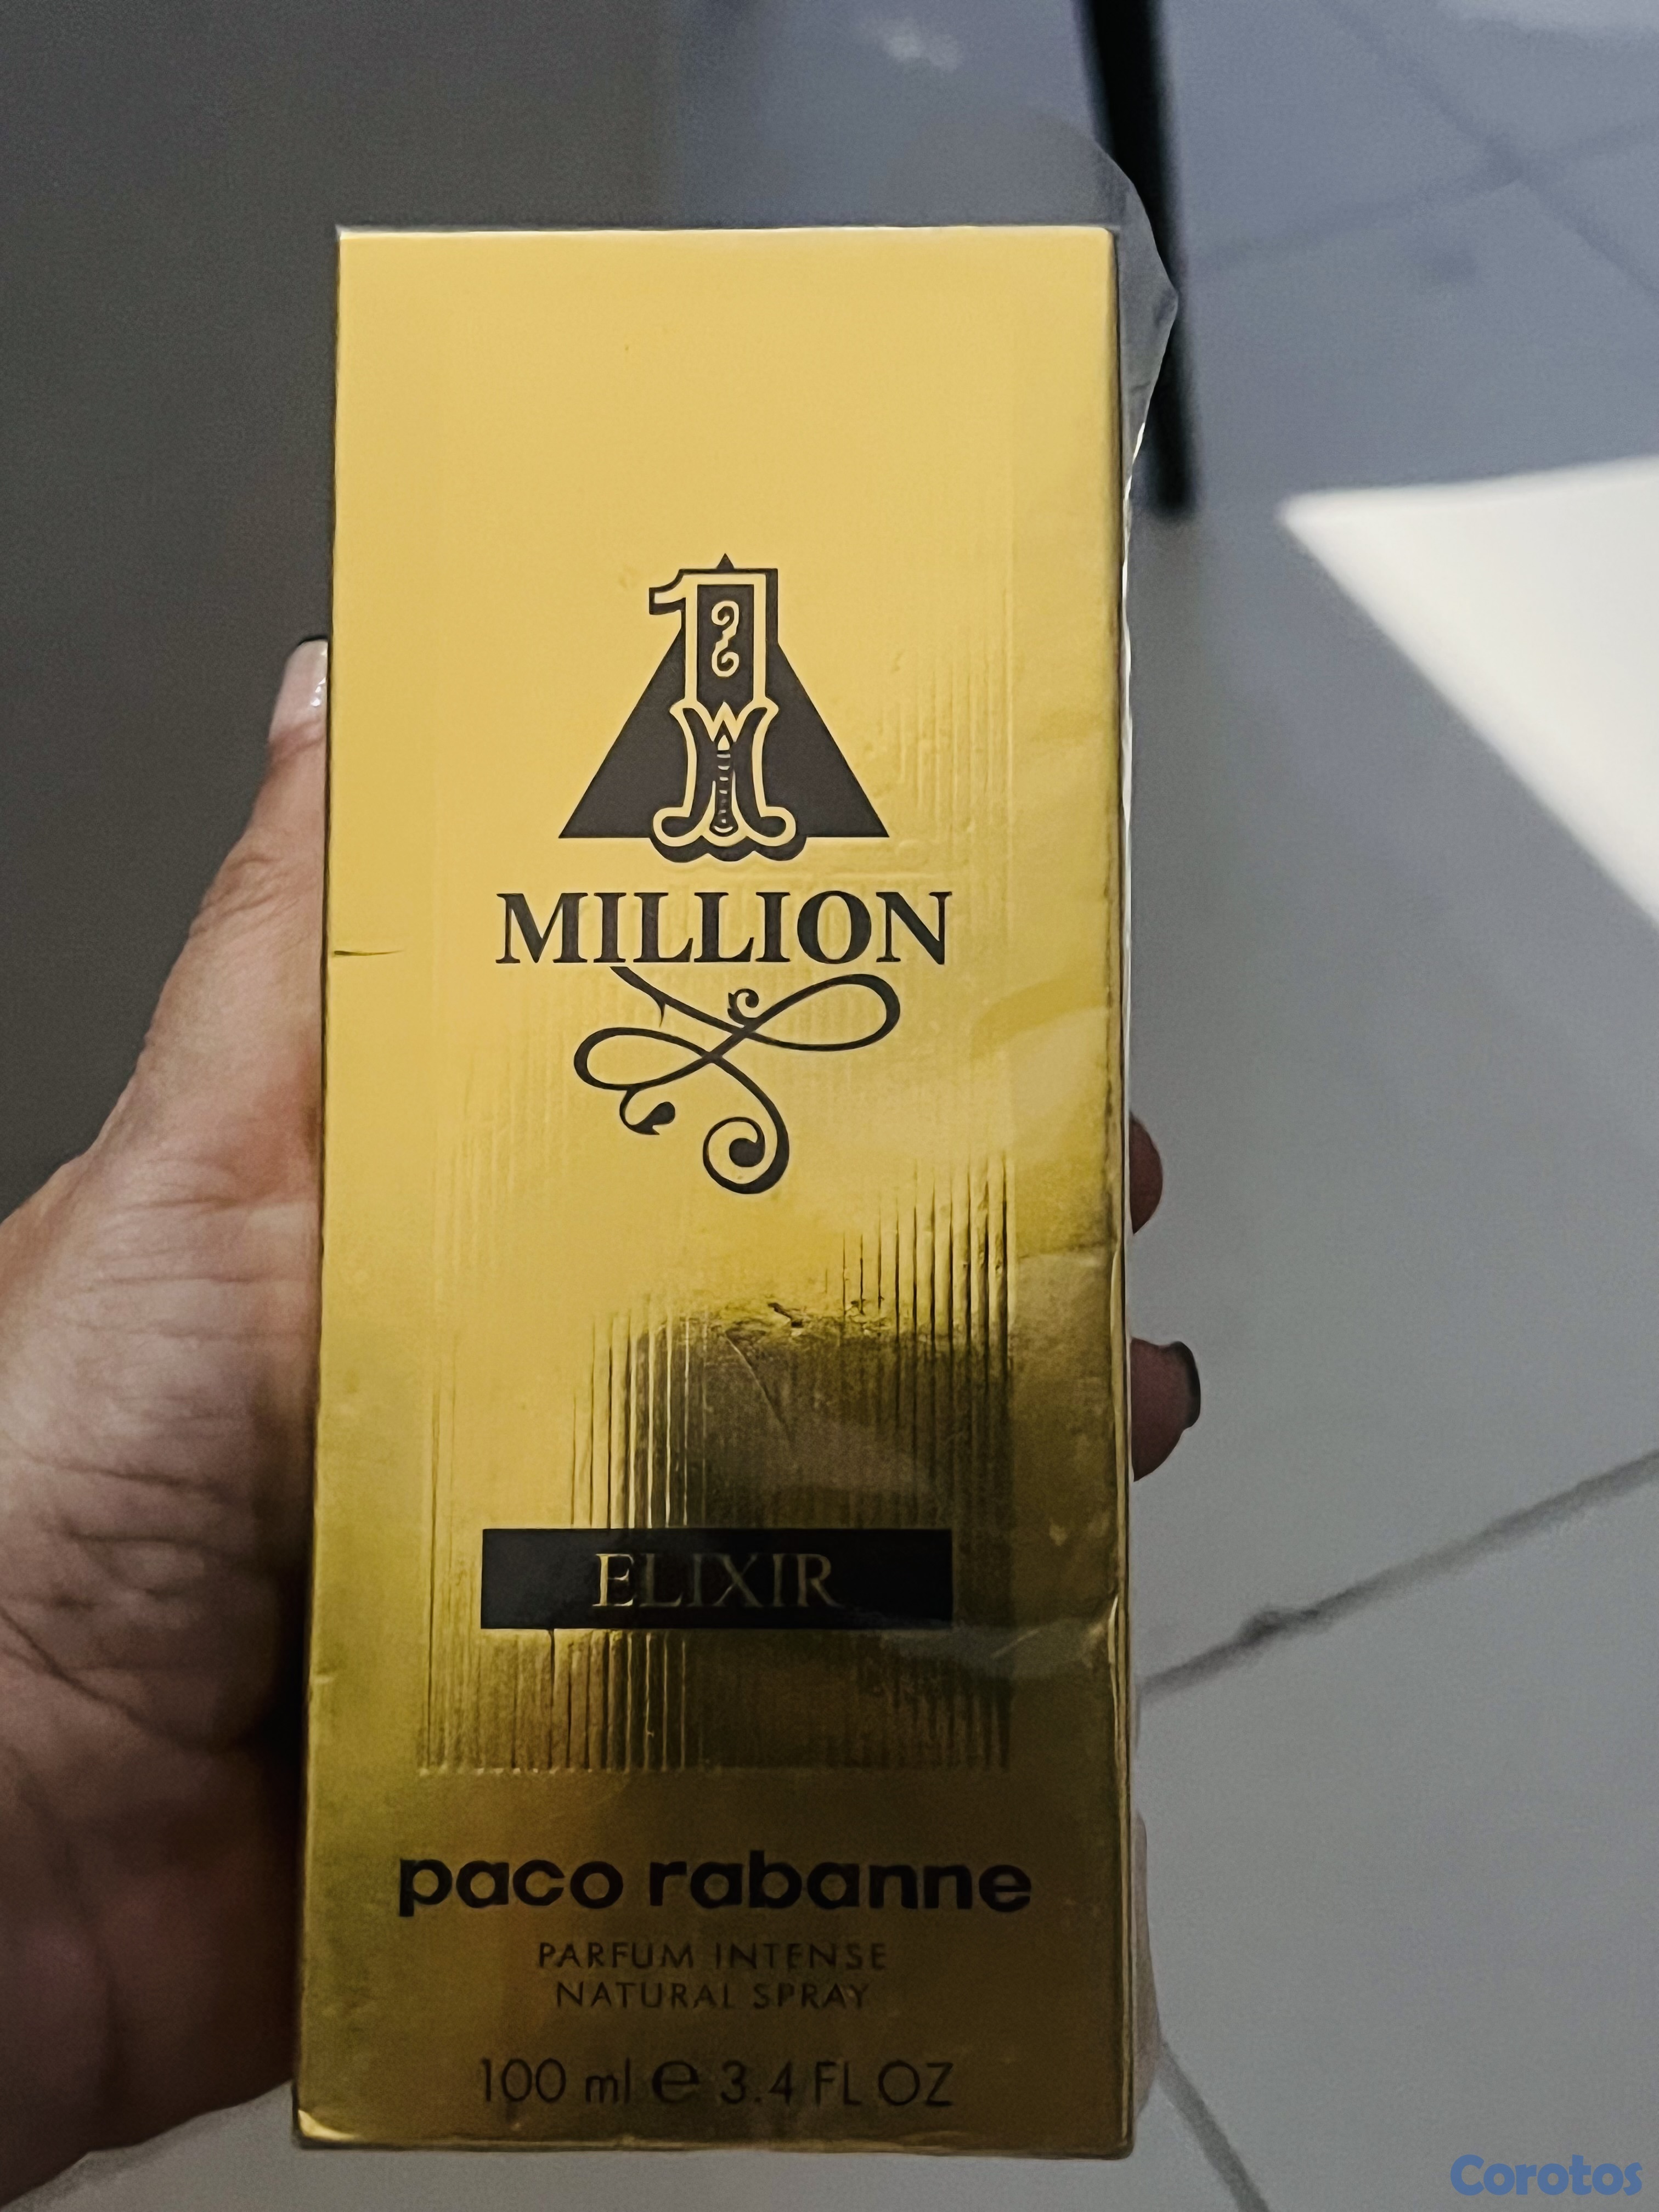 1
MILLION
ELIXIR
paco rabanne
PARFUM INTENSE
NATURAL SPRAY
100 ml e 3.4 FL OZ
Corotos